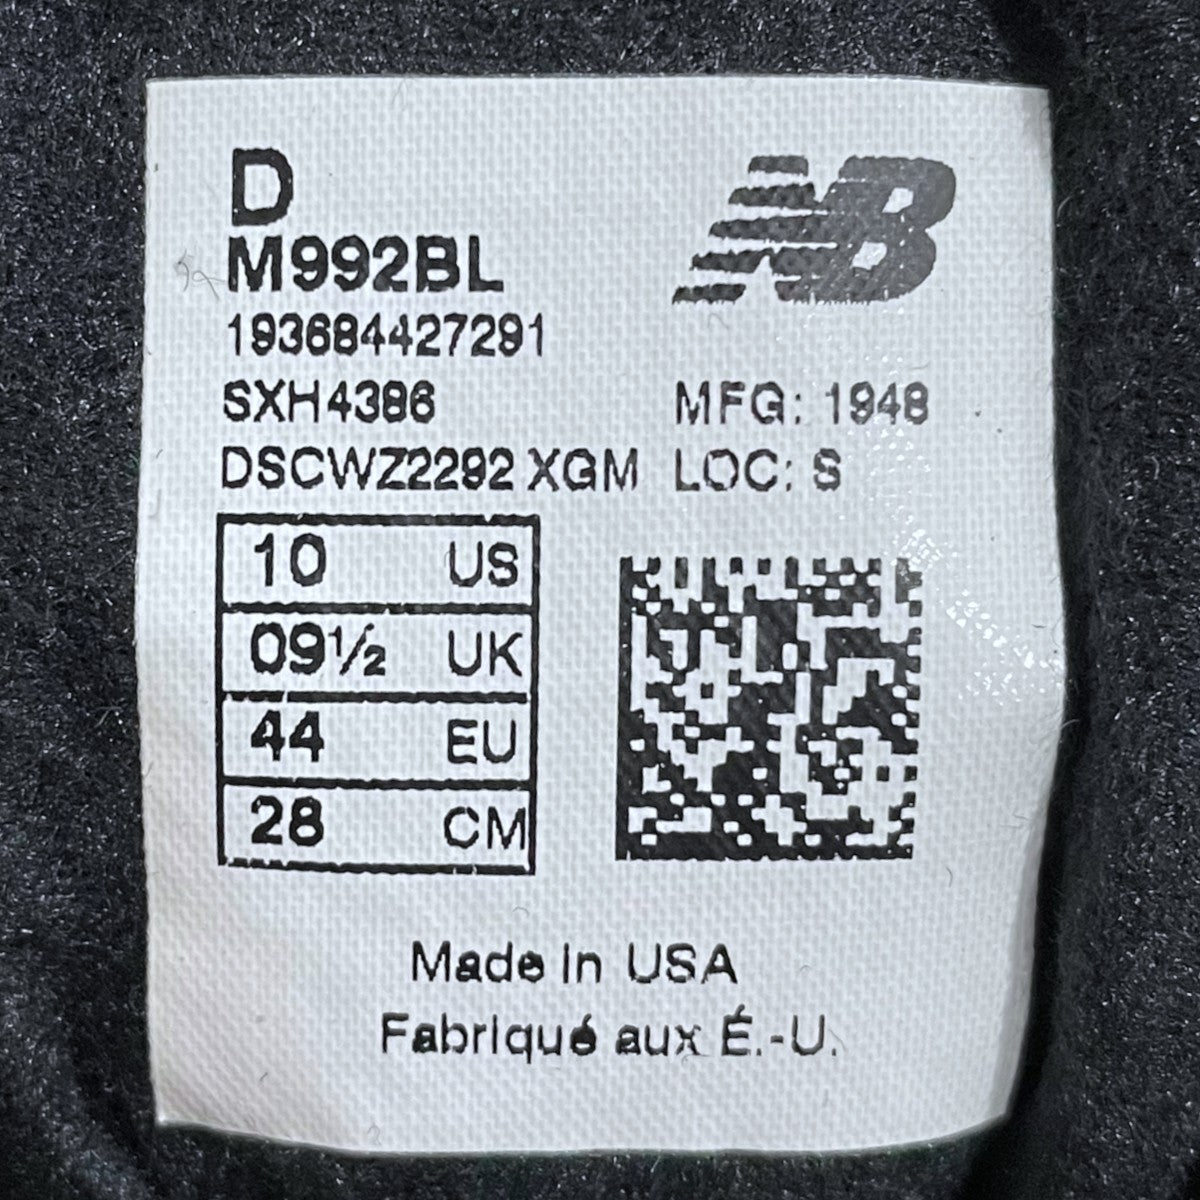 D
NB
M992BL
193684427291
SXH4386 MFG: 1948
DSCWZ2292 XGM LOC: S
10 US
09½ UK
44 EU
28 CM
Made in USA
Fabriqué aux É.-U.